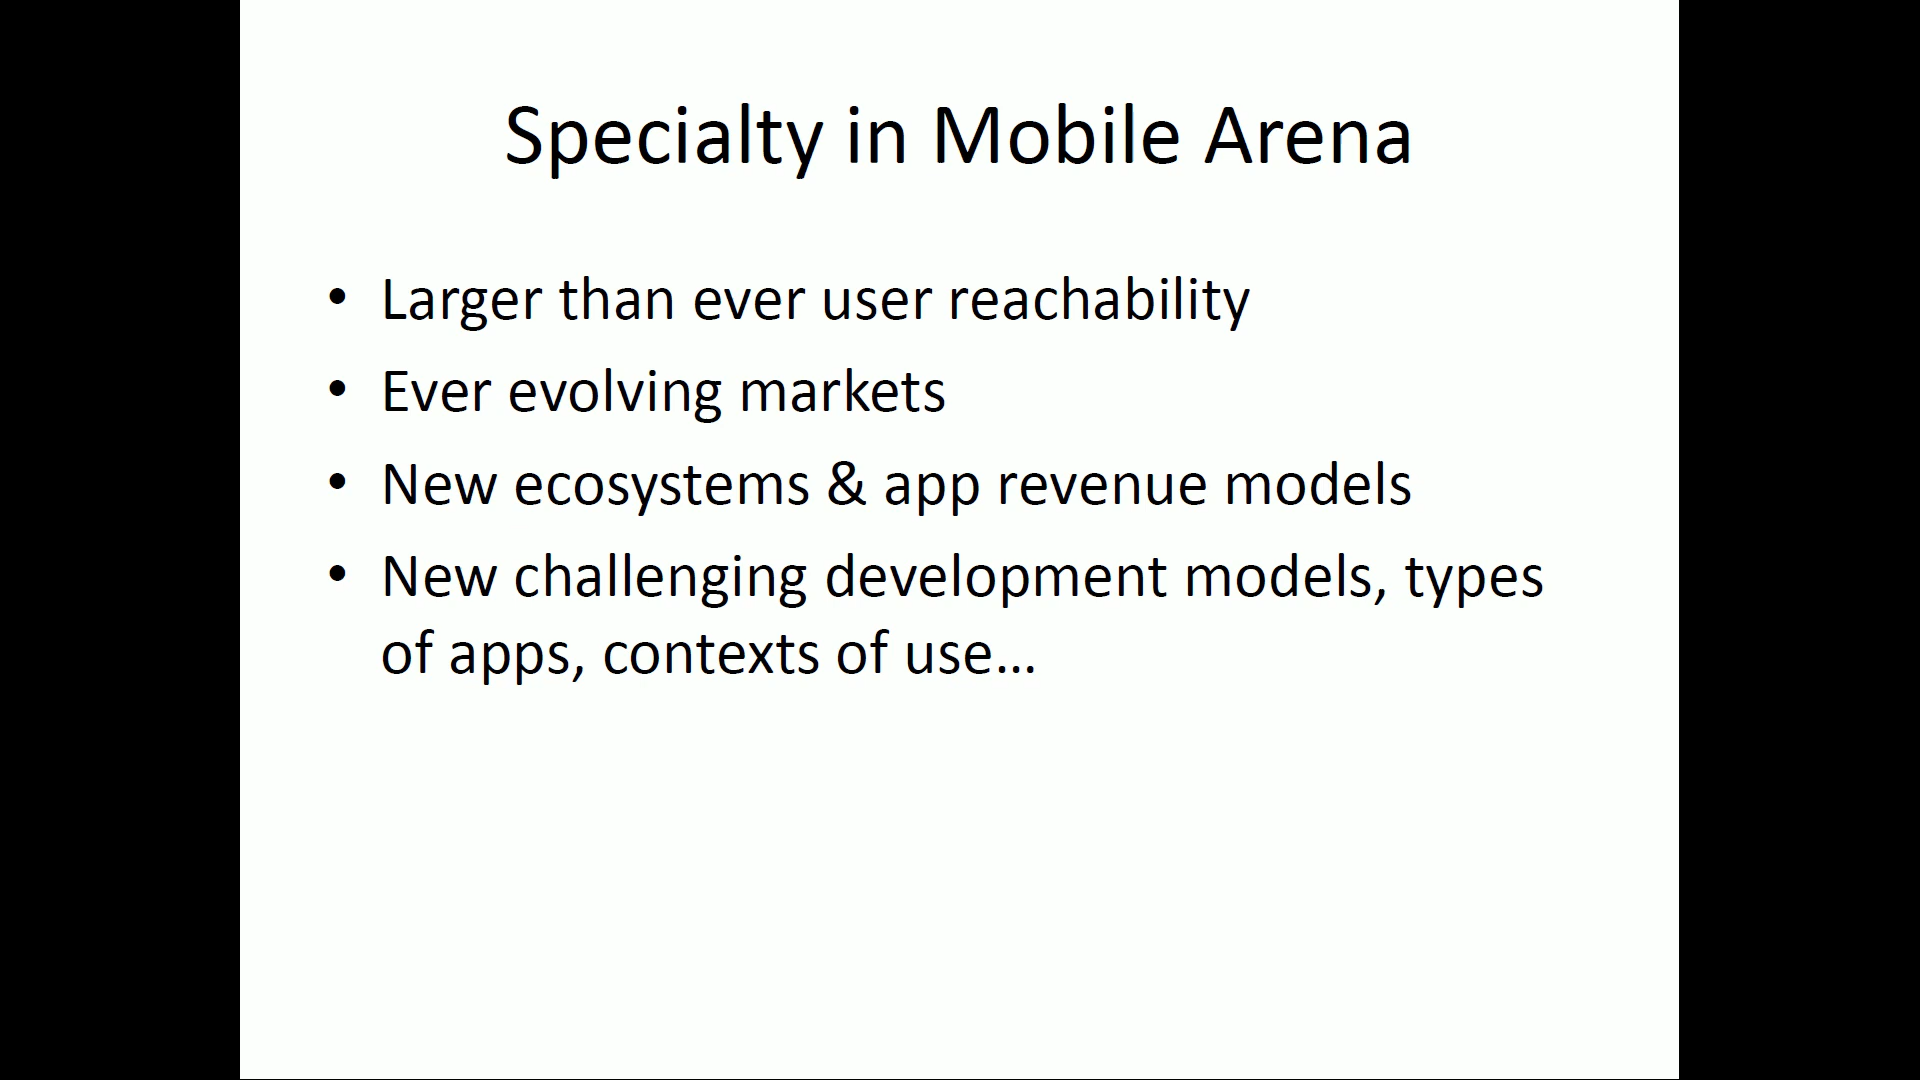 Specialty in Mobile Arena
• Larger than ever user reachability
• Ever evolving markets
• New ecosystems & app revenue models
• New challenging development models, types
of apps, contexts of use…